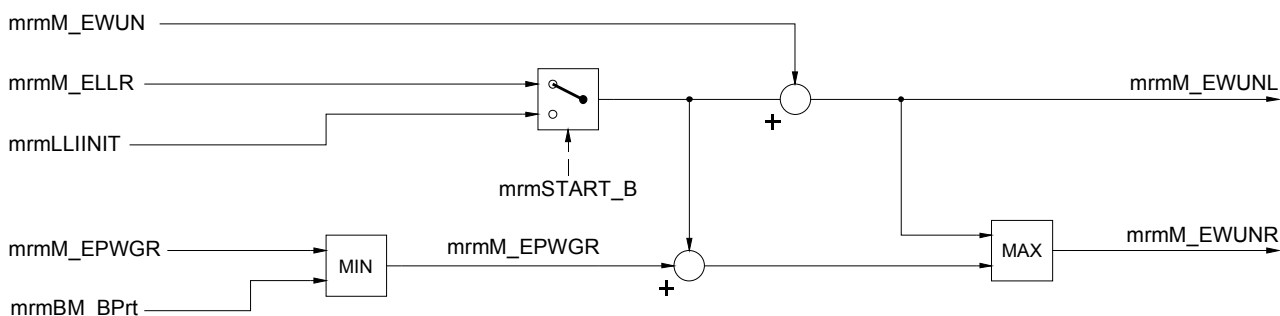 mrmM_EWUN
mrmM_ELLR
mrmM_EWUNL
+
mrmLLIINIT
mrmSTART_B
mrmM_EPWGR
mrmM_EPWGR
mrmM_EWUNR
MIN
MAX
+
mrmBM_BPrt